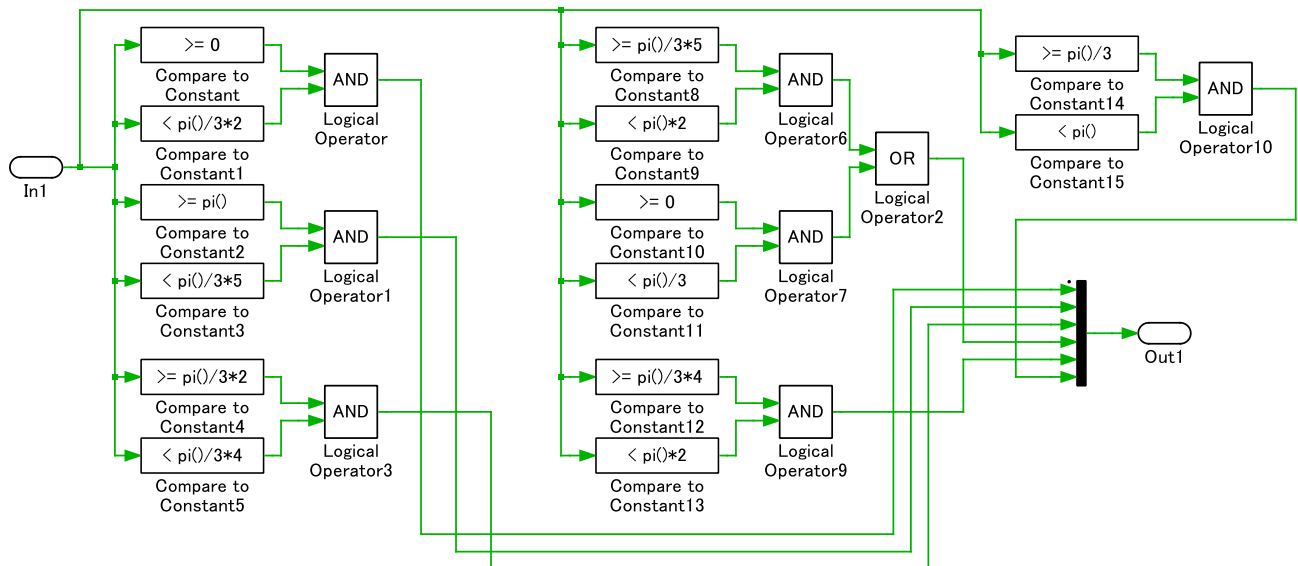 In1
>= 0
Compare to
Constant
< pi()/3*2
Compare to
Constant1
>= pi()
Compare to
Constant2
< pi()/3*5
Compare to
Constant3
>= pi()/3*2
Compare to
Constant4
< pi()/3*4
Compare to
Constant5
AND
Logical
Operator
AND
Logical
Operator1
AND
Logical
Operator3
>= pi()/3*5
Compare to
Constant8
< pi()*2
Compare to
Constant9
>= 0
Compare to
Constant10
< pi()/3
Compare to
Constant11
>= pi()/3*4
Compare to
Constant12
< pi()*2
Compare to
Constant13
AND
Logical
Operator6
AND
Logical
Operator7
AND
Logical
Operator9
OR
Logical
Operator2
>= pi()/3
Compare to
Constant14
< pi()
Compare to
Constant15
AND
Logical
Operator10
Out1